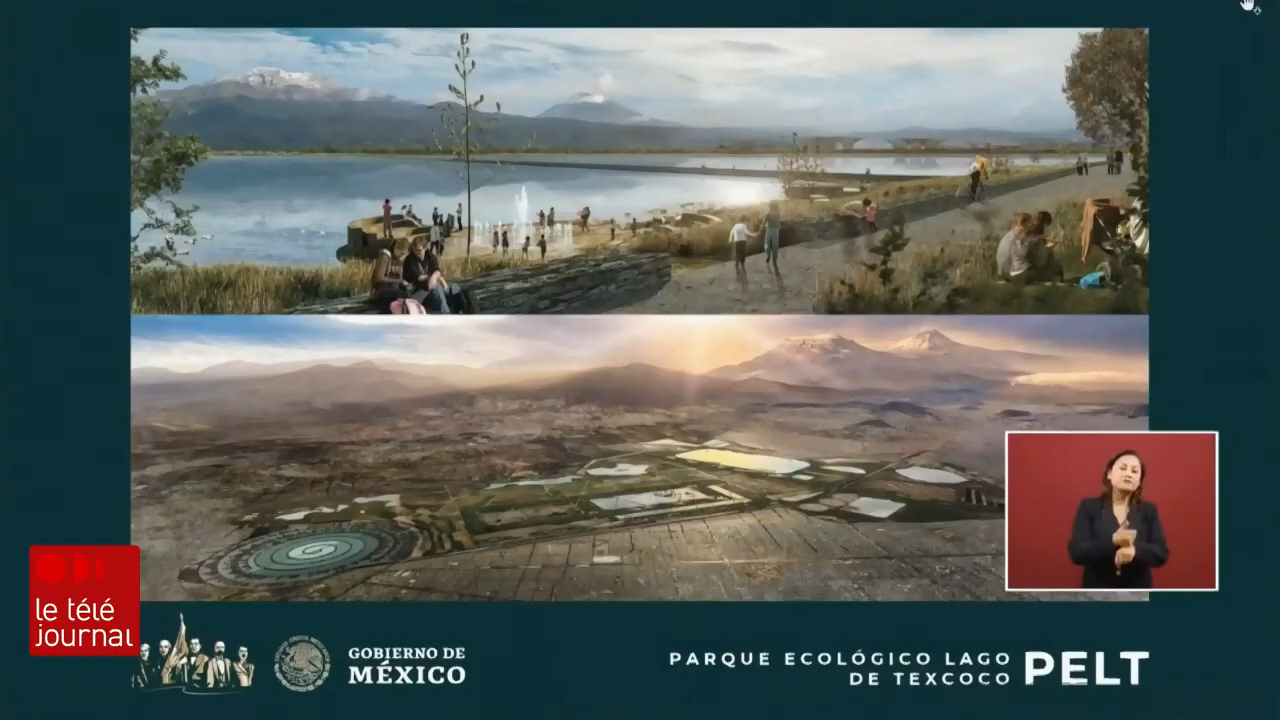 le télé
journal
GOBIERNO DE
MÉXICO
PARQUE ECOLÓGICO LAGO
DE TEXCOCO
PELT